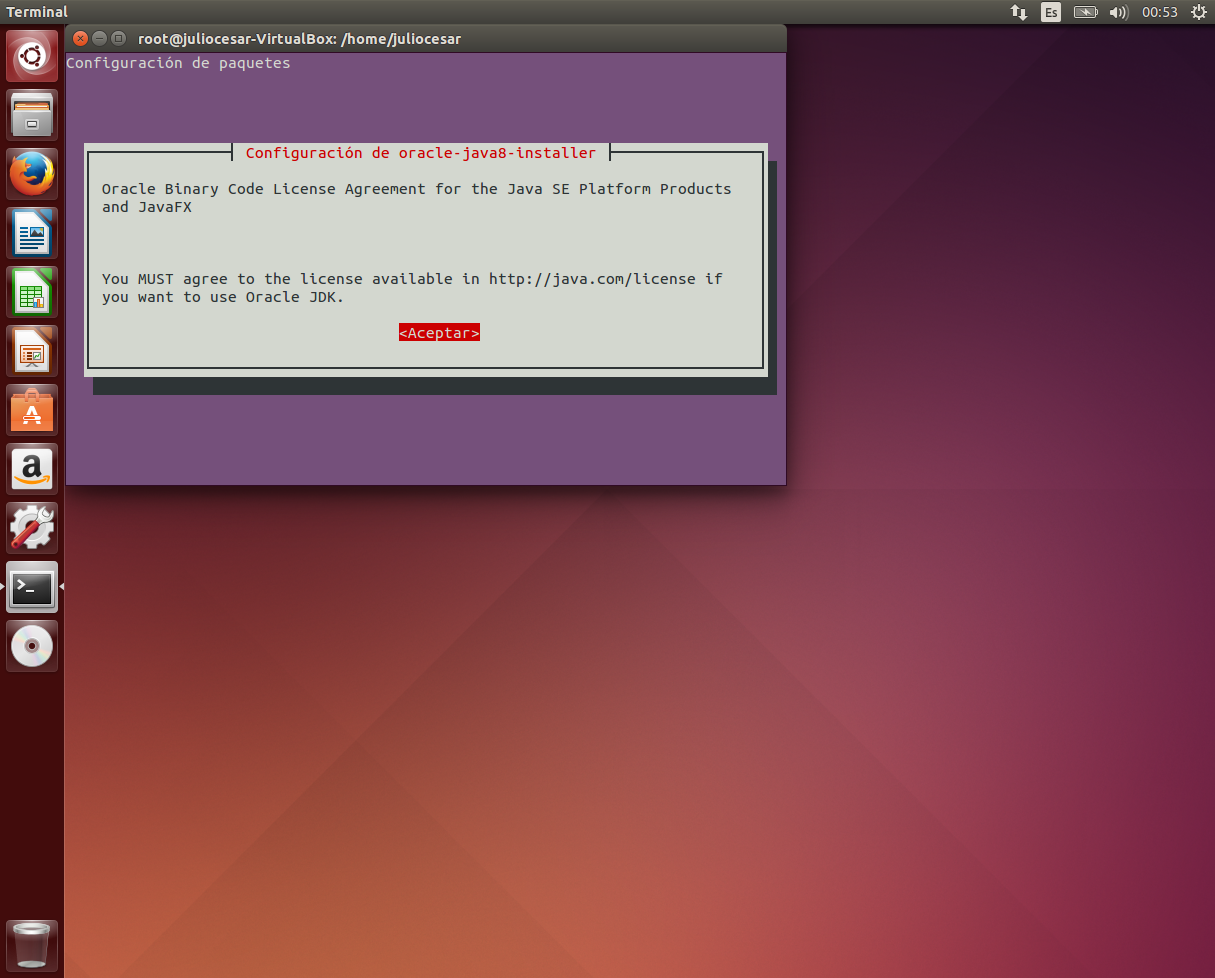 Terminal
Es
00:53
root@juliocesar-VirtualBox: /home/juliocesar
Configuración de paquetes
Configuración de oracle-java8-installer
Oracle Binary Code License Agreement for the Java SE Platform Products
and JavaFX
You MUST agree to the license available in http://java.com/license if
you want to use Oracle JDK.
<Aceptar>